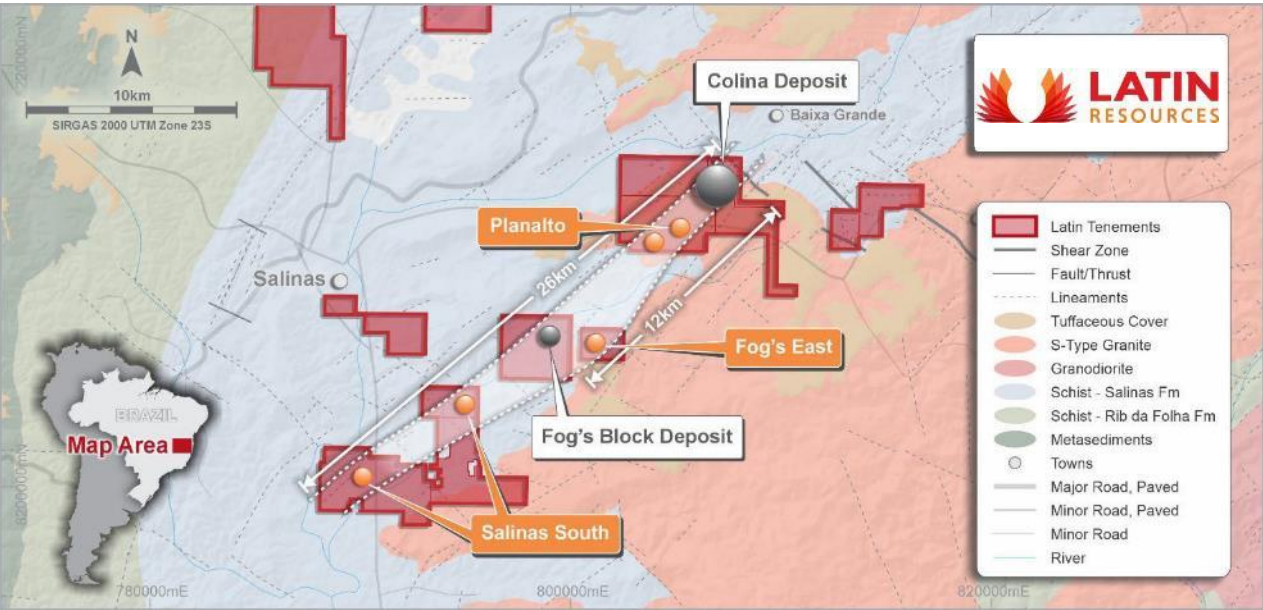 N
10km
SIRGAS 2000 UTM Zone 23S
8220000mN
Colina Deposit
Baixa Grande
LATIN
RESOURCES
Planalto
Salinas
26km
12km
Fog's East
Fog's Block Deposit
Salinas South
BRAZIL
Map Area
8200000mN
780000mE
800000mE
820000mE
Latin Tenements
Shear Zone
Fault/Thrust
Lineaments
Tuffaceous Cover
S-Type Granite
Granodiorite
Schist - Salinas Fm
Schist - Rib da Folha Fm
Metasediments
Towns
Major Road, Paved
Minor Road, Paved
Minor Road
River